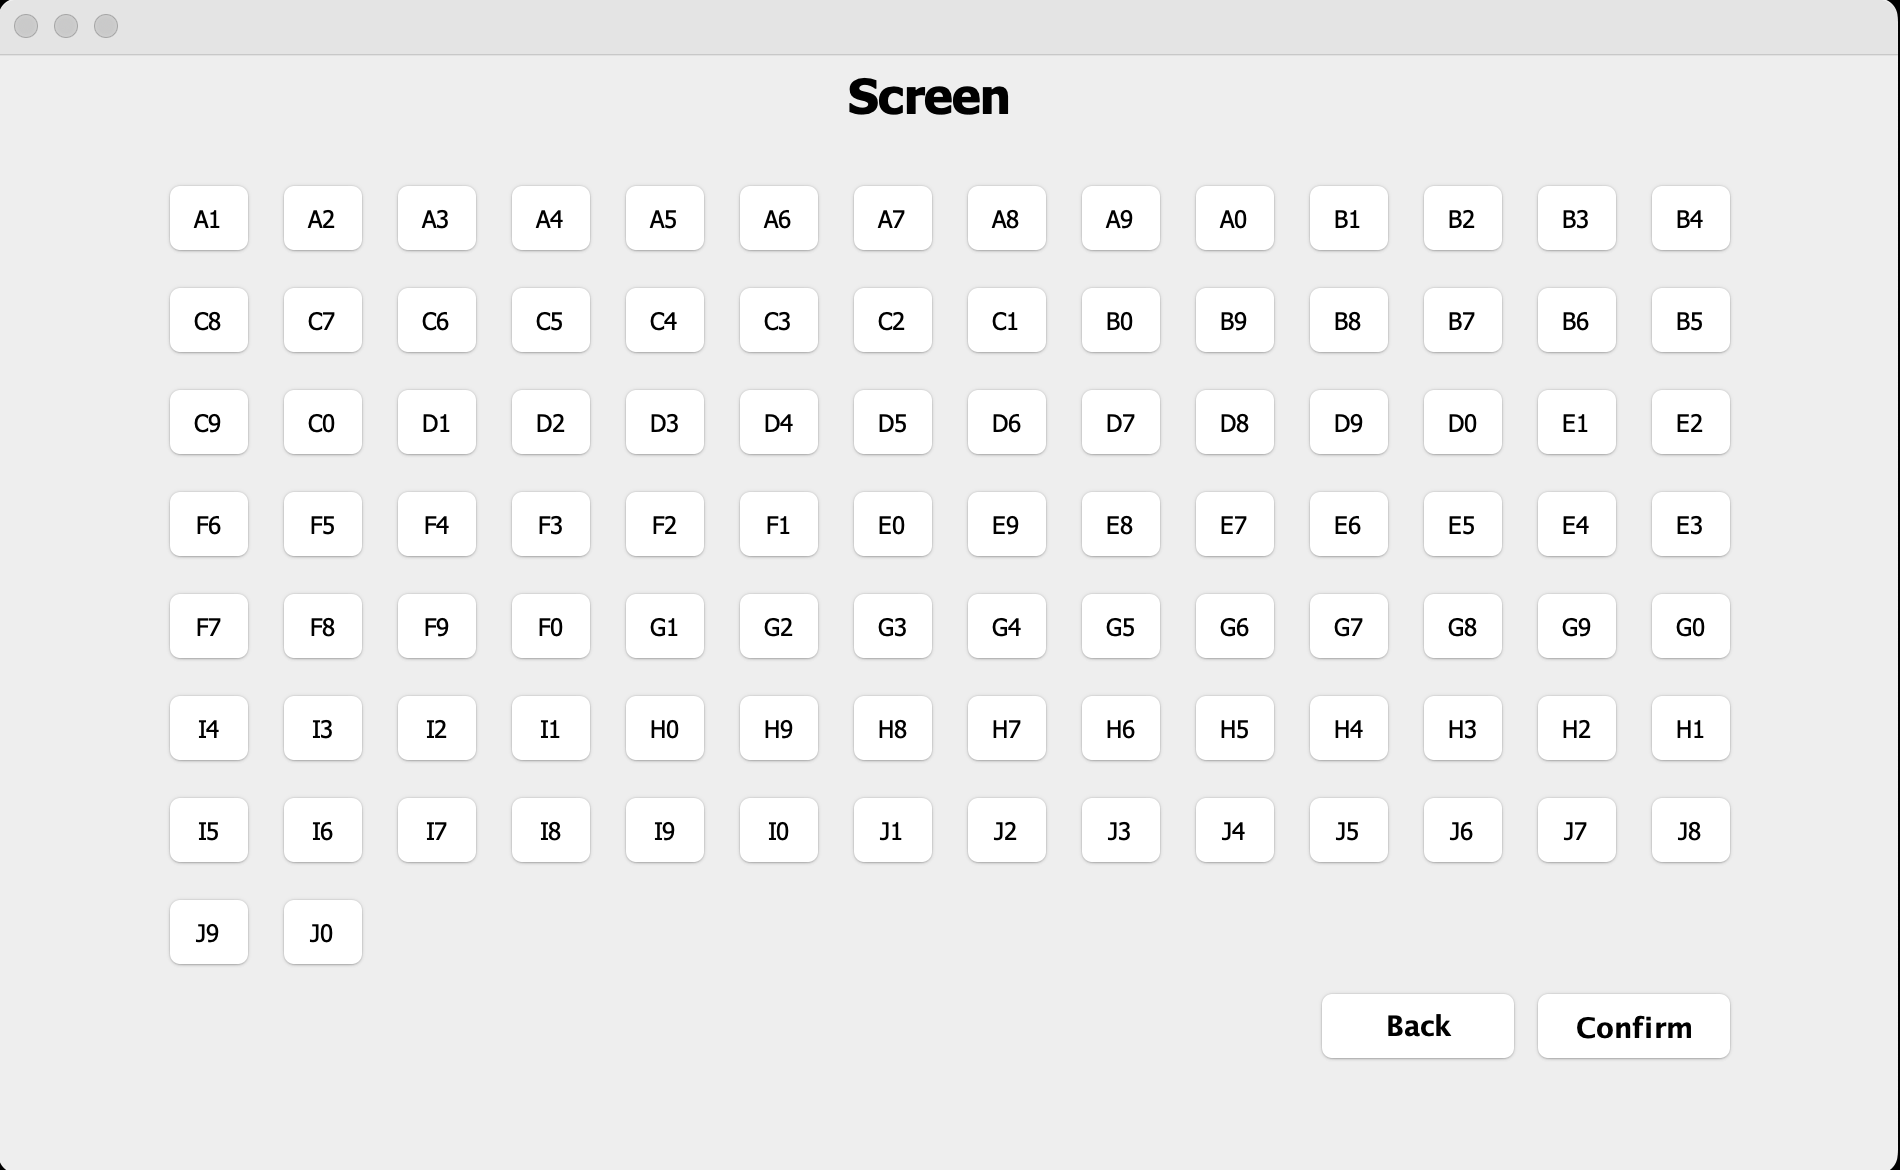 Screen
A1 A2 A3 A4 A5 A6 A7 A8 A9 A0 B1 B2 B3 B4
C8 C7 C6 C5 C4 C3 C2 C1 B0 B9 B8 B7 B6 B5
C9 C0 D1 D2 D3 D4 D5 D6 D7 D8 D9 D0 E1 E2
F6 F5 F4 F3 F2 F1 E0 E9 E8 E7 E6 E5 E4 E3
F7 F8 F9 F0 G1 G2 G3 G4 G5 G6 G7 G8 G9 G0
I4 I3 I2 I1 H0 H9 H8 H7 H6 H5 H4 H3 H2 H1
I5 I6 I7 I8 I9 I0 J1 J2 J3 J4 J5 J6 J7 J8
J9 J0
Back Confirm